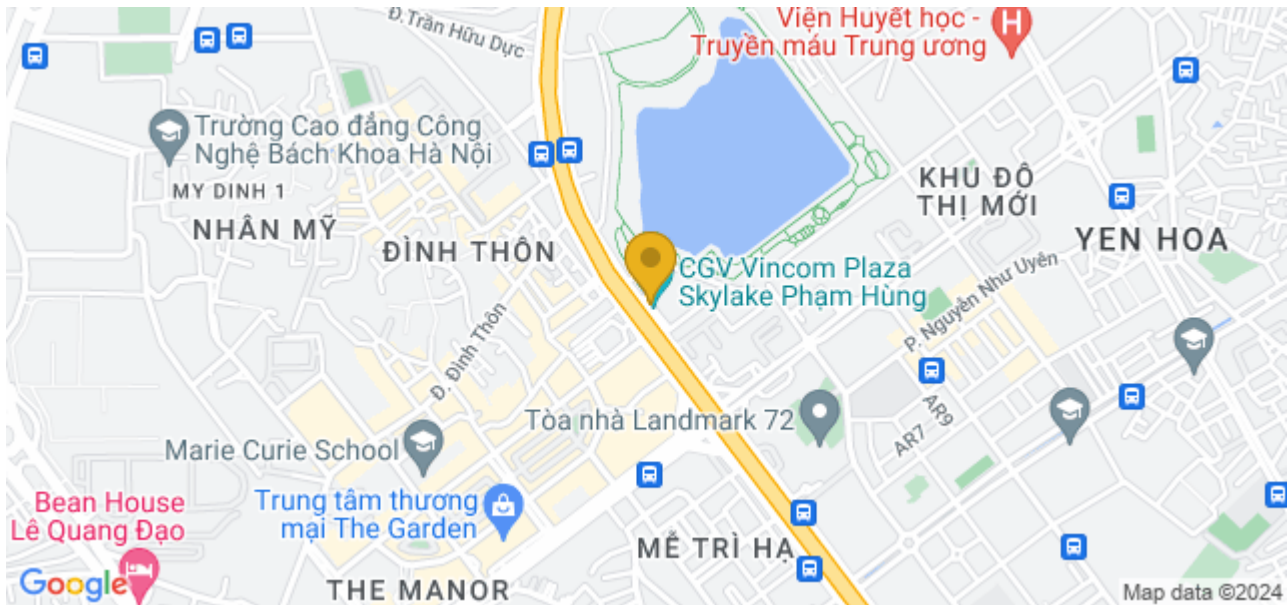 Đ. Trần Hữu Dực
Viện Huyết học -
Truyền máu Trung ương
H
Trường Cao đẳng Công
Nghệ Bách Khoa Hà Nội
MY DINH 1
NHÂN MỸ
ĐÌNH THÔN
KHU ĐÔ
THỊ MỚI
YEN HOA
CGV Vincom Plaza
Skylake Phạm Hùng
P. Nguyễn Như Uyên
Đ. Đình Thôn
Tòa nhà Landmark 72
AR9
AR7
Marie Curie School
Trung tâm thương
mại The Garden
Bean House
Lê Quang Đạo
MỄ TRÌ HẠ
THE MANOR
Google
Map data ©2024